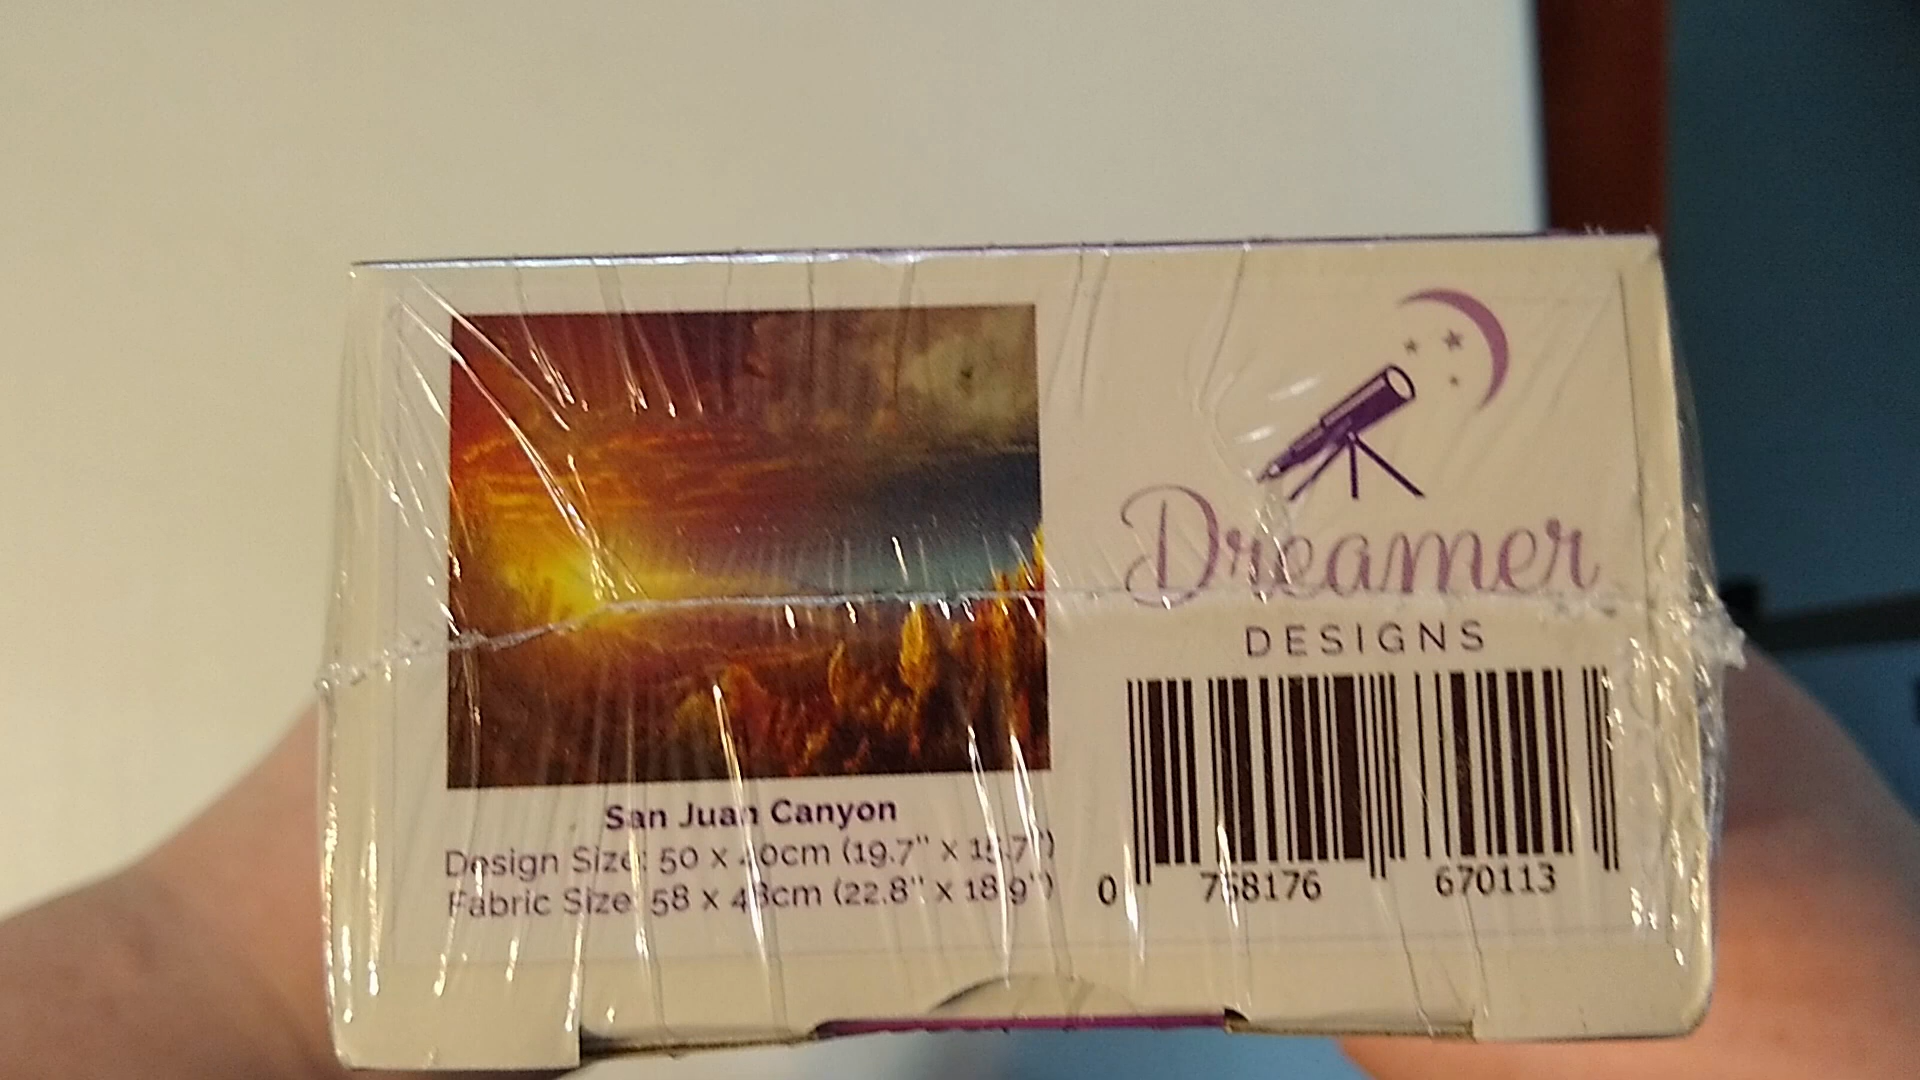 Dreamer
DESIGNS
San Juan Canyon
Design Size: 50 x 40cm (19.7" x 15.7")
Fabric Size: 58 x 48cm (22.8" x 18.9")
0 758176 670113